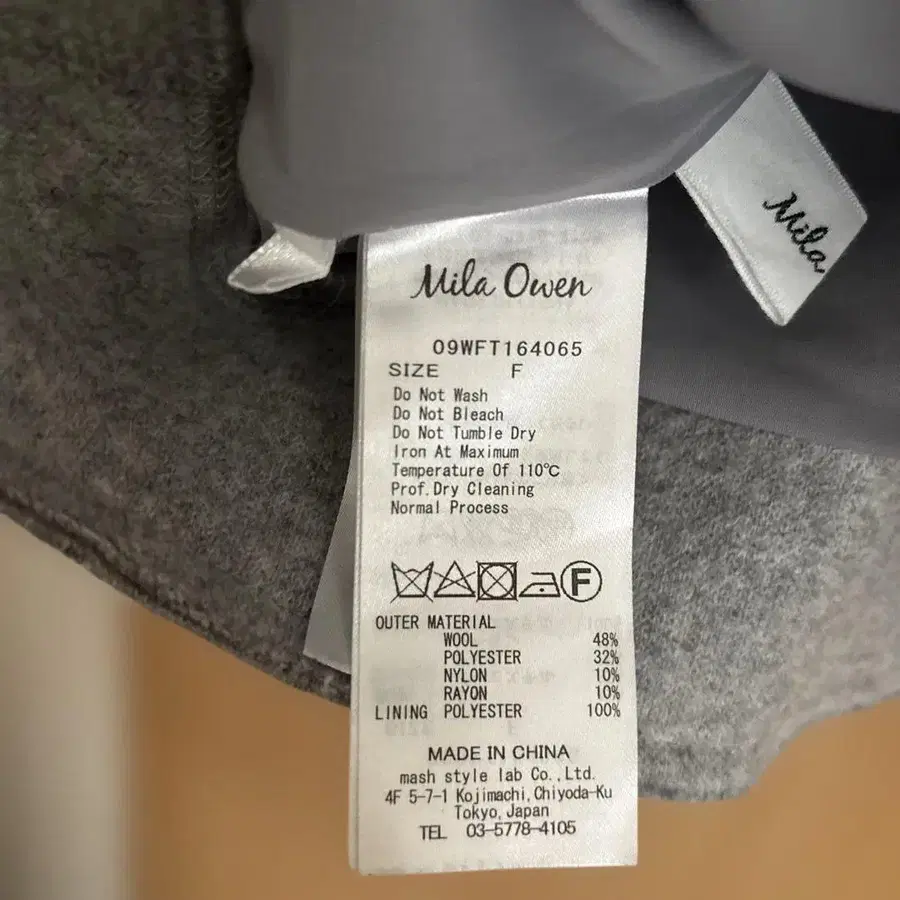 Mila Owen
09WFT164065
SIZE F
Do Not Wash
Do Not Bleach
Do Not Tumble Dry
Iron At Maximum
Temperature Of 110℃
Prof.Dry Cleaning
Normal Process
F
OUTER MATERIAL
WOOL 48%
POLYESTER 32%
NYLON 10%
RAYON 10%
LINING POLYESTER 100%
MADE IN CHINA
mash style lab Co.,Ltd.
4F 5-7-1 Kojimachi,Chiyoda-Ku
Tokyo,Japan
TEL 03-5778-4105
Mila